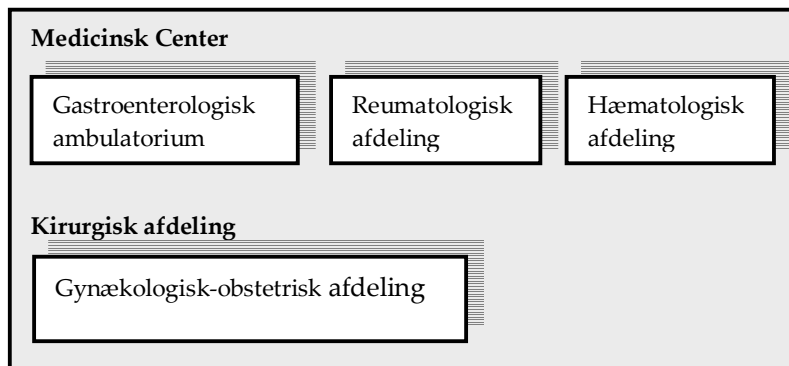 Medicinsk Center
Gastroenterologisk
ambulatorium
Reumatologisk
afdeling
Hæmatologisk
afdeling
Kirurgisk afdeling
Gynækologisk-obstetrisk afdeling